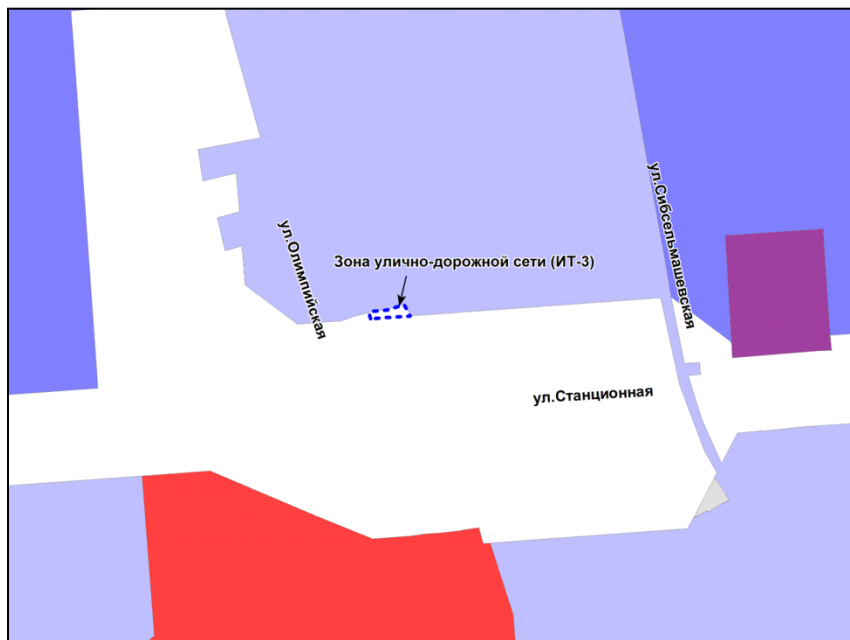 ул.Сибсельмашевская
ул.Олимпийская
Зона улично-дорожной сети (ИТ-3)
ул.Станционная